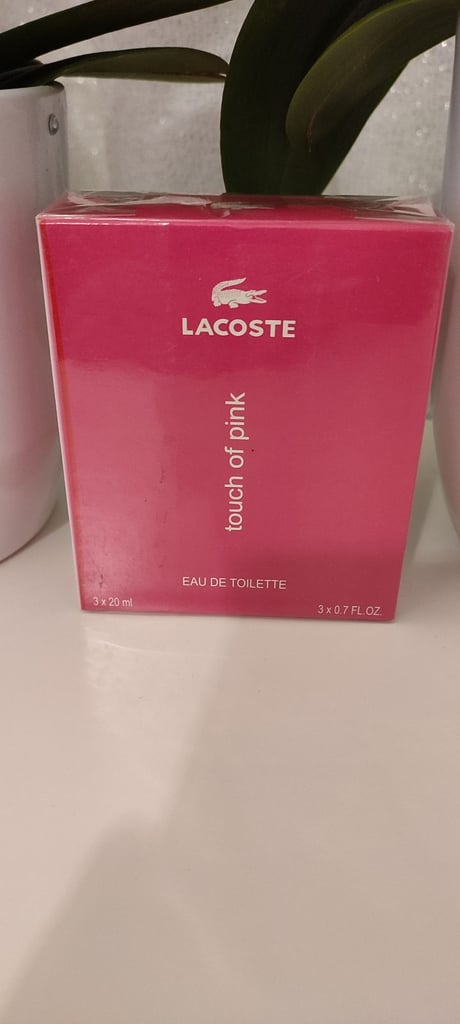 LACOSTE
touch of pink
EAU DE TOILETTE
3 x 20 ml
3 x 0.7 FL.OZ.